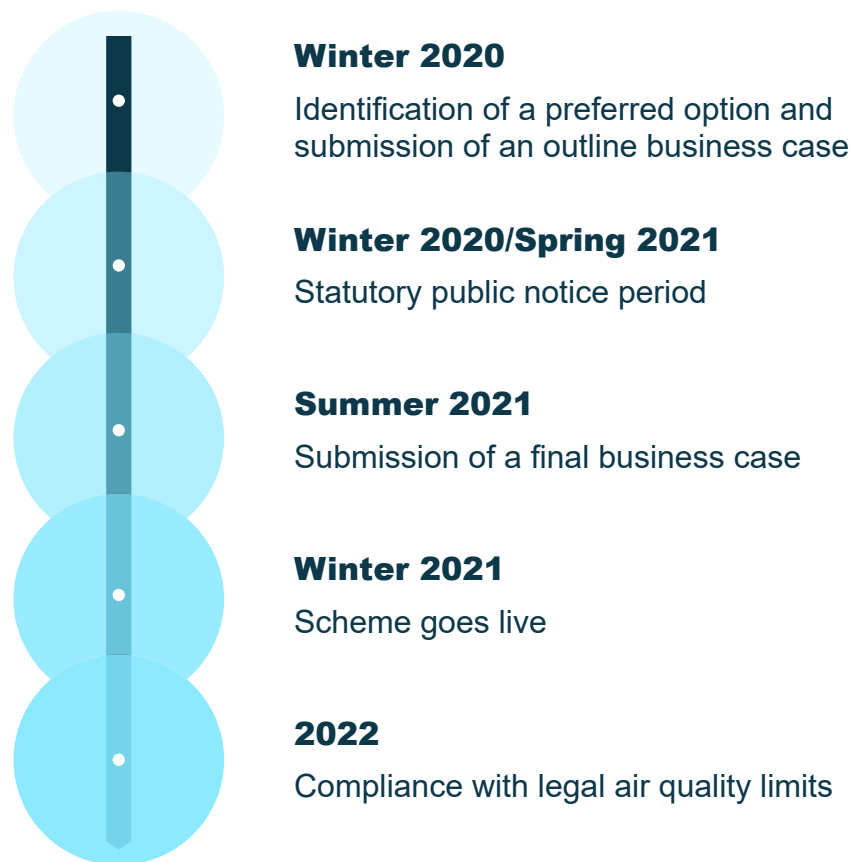 Winter 2020
Identification of a preferred option and
submission of an outline business case
Winter 2020/Spring 2021
Statutory public notice period
Summer 2021
Submission of a final business case
Winter 2021
Scheme goes live
2022
Compliance with legal air quality limits